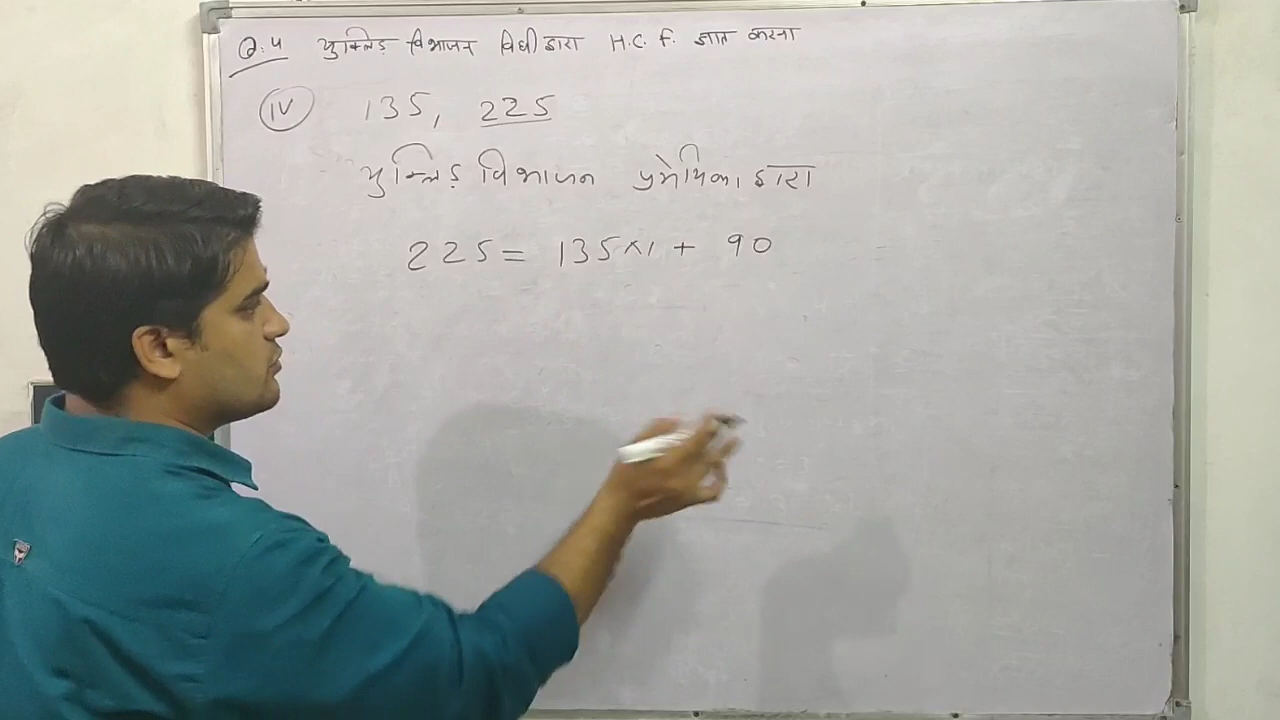 Q.4 युक्लिड विभाजन विधी द्वारा H.C.F. ज्ञात करना
IV 135, 225
युक्लिड विभाजन प्रमेयिका द्वारा
225 = 135×1 + 90